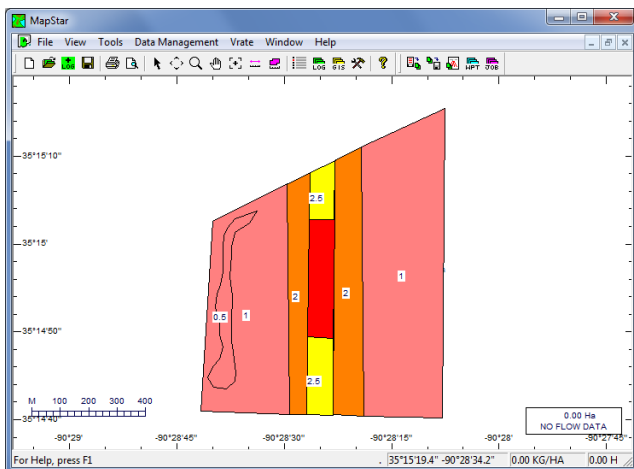 MapStar
File View Tools Data Management Vrate Window Help
LOG LOG GIS WPT JOB
35°15'10"
35°15'
35°14'50"
35°14'40"
2.5
2
2
1
1
0.5
2.5
M 100 200 300 400
-90°29' -90°28'45" -90°28'30" -90°28'15" -90°28' -90°27'45"
0.00 Ha
NO FLOW DATA
For Help, press F1
35°15'19.4" -90°28'34.2" 0.00 KG/HA 0.00 H